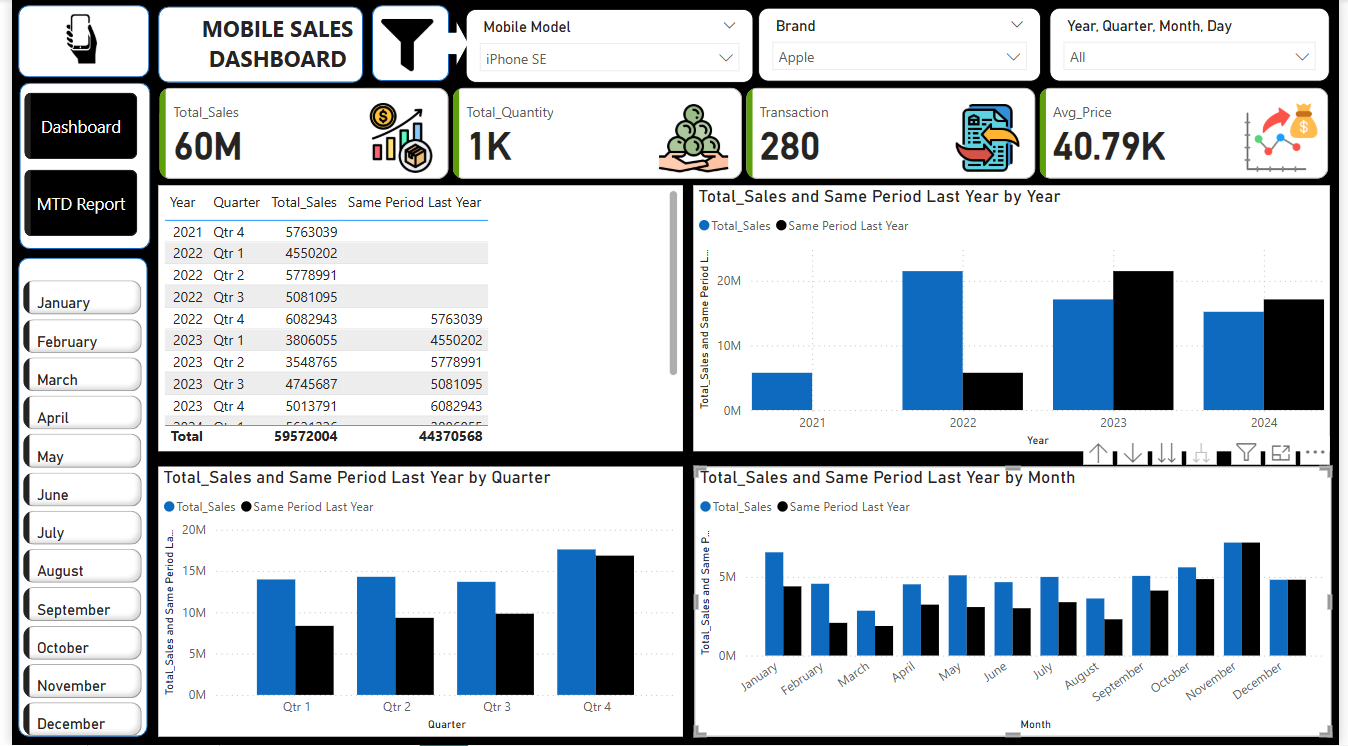 MOBILE SALES
DASHBOARD
Mobile Model
iPhone SE
Brand
Apple
Year, Quarter, Month, Day
All
Dashboard
MTD Report
Total_Sales
60M
Total_Quantity
1K
Transaction
280
Avg_Price
40.79K
January
February
March
April
May
June
July
August
September
October
November
December
Year Quarter Total_Sales Same Period Last Year
2021 Qtr 4 5763039
2022 Qtr 1 4550202
2022 Qtr 2 5778991
2022 Qtr 3 5081095
2022 Qtr 4 6082943 5763039
2023 Qtr 1 3806055 4550202
2023 Qtr 2 3548765 5778991
2023 Qtr 3 4745687 5081095
2023 Qtr 4 5013791 6082943
Total 59572004 44370568
Total_Sales and Same Period Last Year by Year
Total_Sales Same Period Last Year
Total_Sales and Same Period L...
20M
10M
0M
2021 2022 2023 2024
Year
Total_Sales and Same Period Last Year by Quarter
Total_Sales Same Period Last Year
Total_Sales and Same Period La...
20M
15M
10M
5M
0M
Qtr 1 Qtr 2 Qtr 3 Qtr 4
Quarter
Total_Sales and Same Period Last Year by Month
Total_Sales Same Period Last Year
Total_Sales and Same P...
5M
0M
January February March April May June July August September October November December
Month